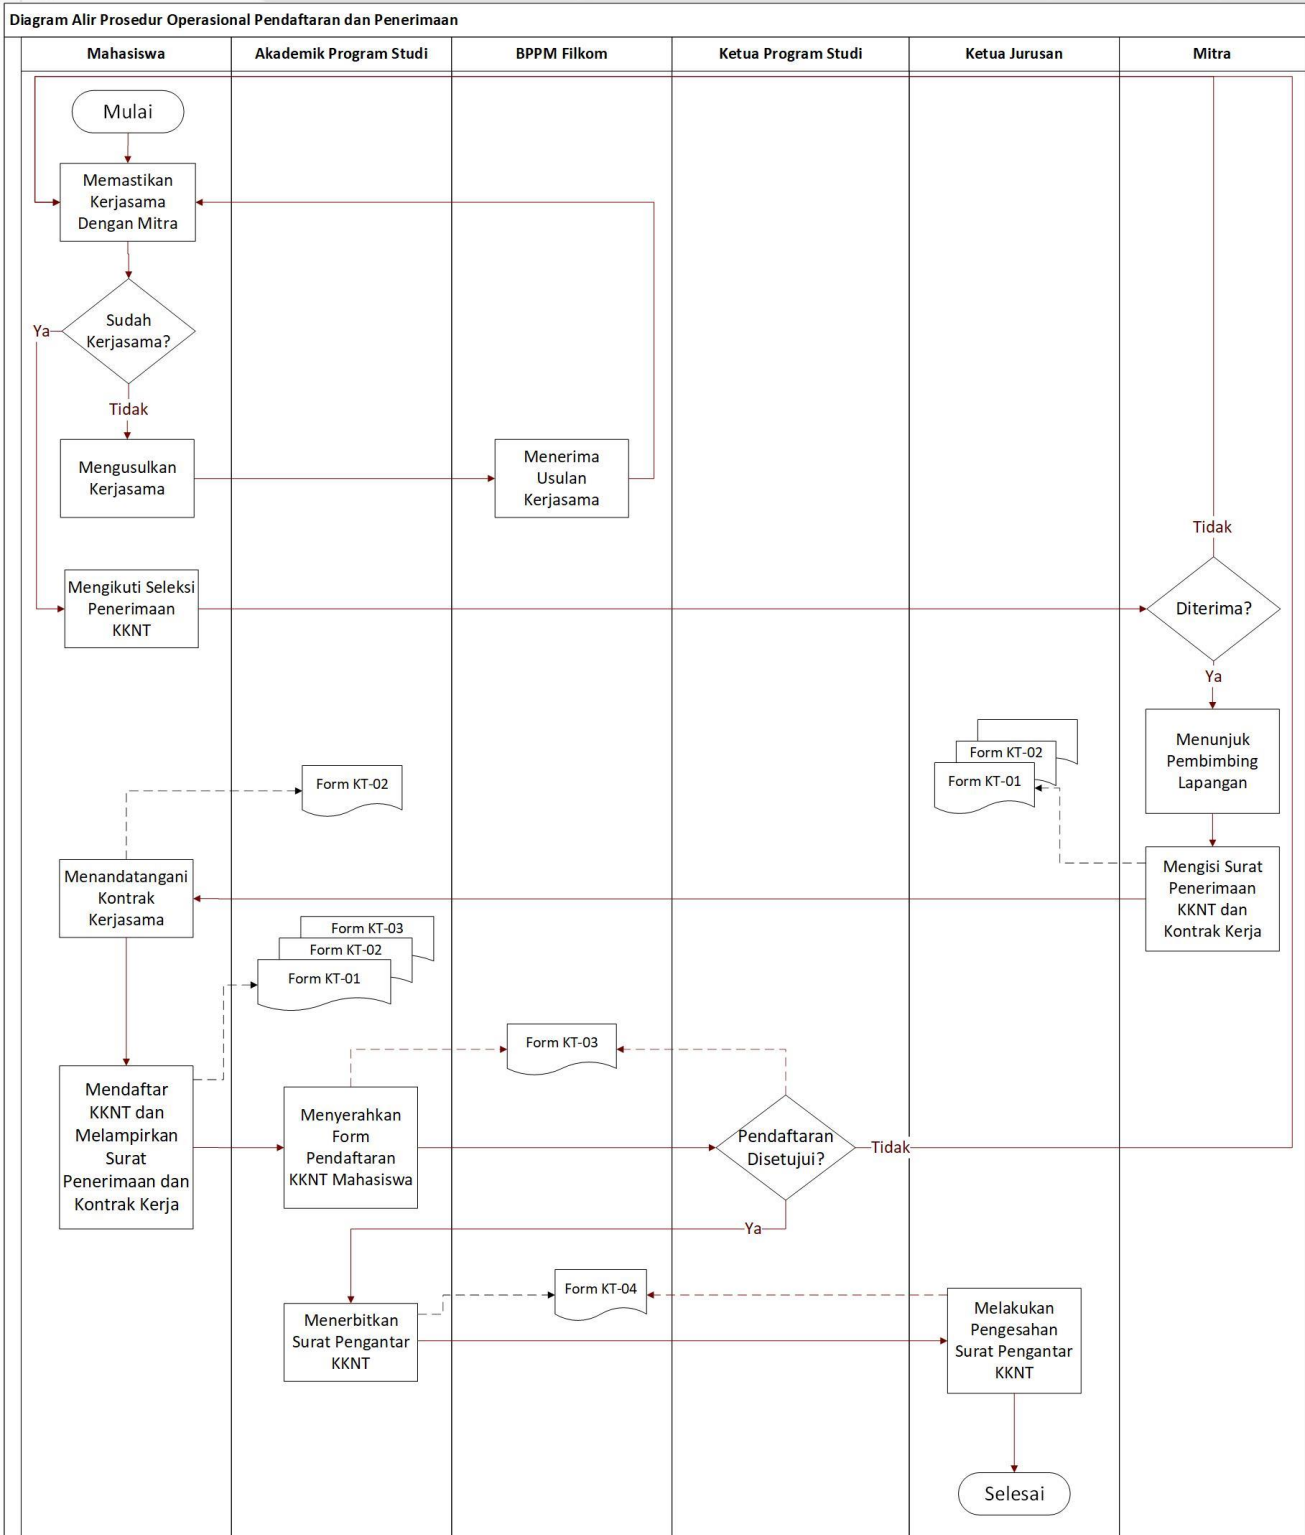 Diagram Alir Prosedur Operasional Pendaftaran dan Penerimaan
Mahasiswa
Akademik Program Studi
BPPM Filkom
Ketua Program Studi
Ketua Jurusan
Mitra
Mulai
Memastikan
Kerjasama
Dengan Mitra
Sudah
Kerjasama?
Ya
Tidak
Mengusulkan
Kerjasama
Menerima
Usulan
Kerjasama
Mengikuti Seleksi
Penerimaan
KKNT
Tidak
Diterima?
Ya
Menunjuk
Pembimbing
Lapangan
Form KT-02
Form KT-01
Form KT-02
Mengisi Surat
Penerimaan
KKNT dan
Kontrak Kerja
Menandatangani
Kontrak
Kerjasama
Form KT-03
Form KT-02
Form KT-01
Mendaftar
KKNT dan
Melampirkan
Surat
Penerimaan dan
Kontrak Kerja
Menyerahkan
Form
Pendaftaran
KKNT Mahasiswa
Form KT-03
Pendaftaran
Disetujui?
Tidak
Ya
Menerbitkan
Surat Pengantar
KKNT
Form KT-04
Melakukan
Pengesahan
Surat Pengantar
KKNT
Selesai